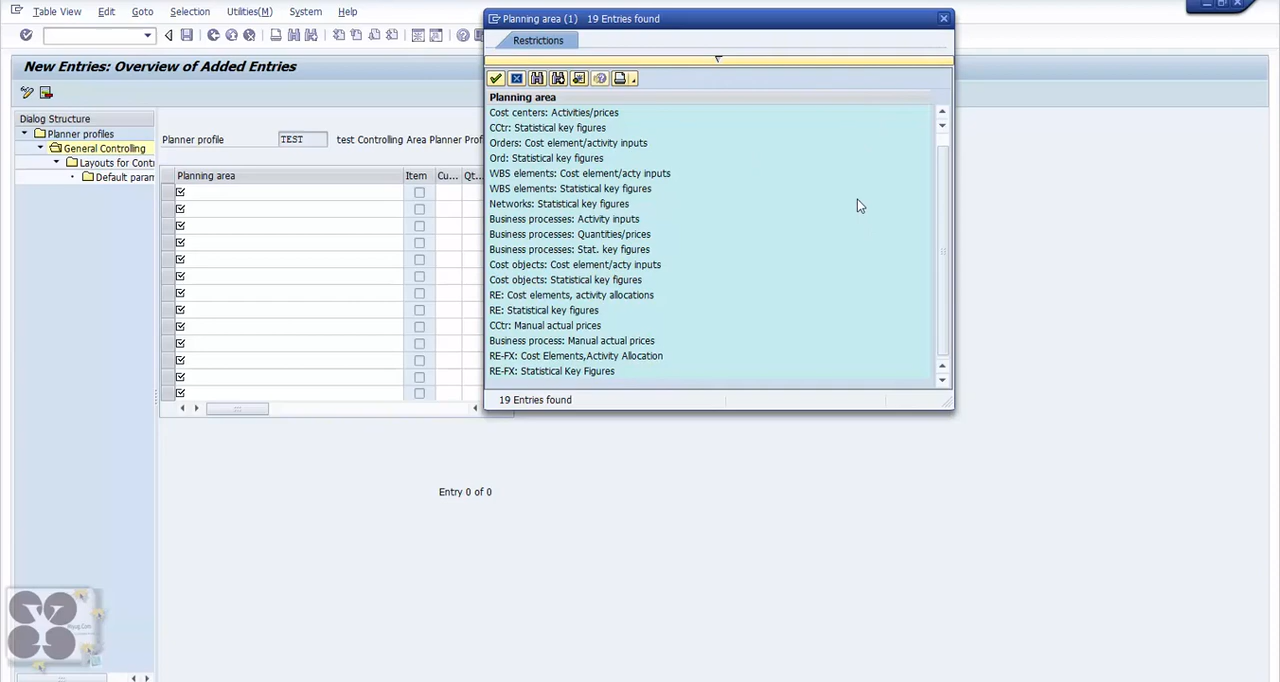 Table View Edit Goto Selection Utilities(M) System Help
New Entries: Overview of Added Entries
Dialog Structure
Planner profiles
General Controlling
Layouts for Cont
Default param
Planner profile TEST test Controlling Area Planner Prof
Planning area Item Cu... Qt...
Entry 0 of 0
Planning area (1) 19 Entries found
Restrictions
Planning area
Cost centers: Activities/prices
CCtr: Statistical key figures
Orders: Cost element/activity inputs
Ord: Statistical key figures
WBS elements: Cost element/acty inputs
WBS elements: Statistical key figures
Networks: Statistical key figures
Business processes: Activity inputs
Business processes: Quantities/prices
Business processes: Stat. key figures
Cost objects: Cost element/acty inputs
Cost objects: Statistical key figures
RE: Cost elements, activity allocations
RE: Statistical key figures
CCtr: Manual actual prices
Business process: Manual actual prices
RE-FX: Cost Elements,Activity Allocation
RE-FX: Statistical Key Figures
19 Entries found